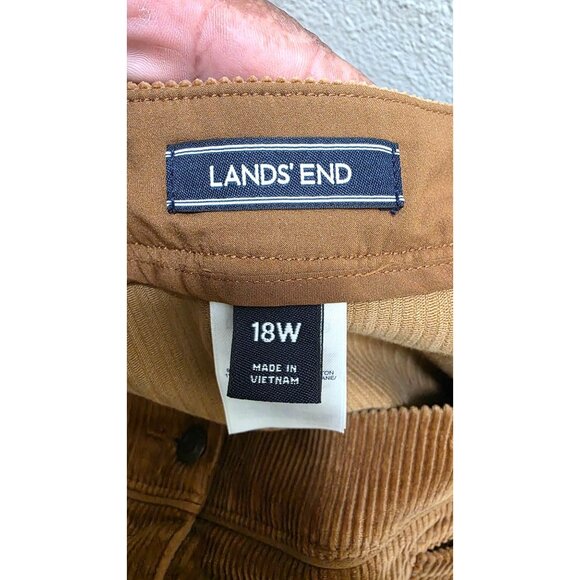 LANDS' END
18W
MADE IN
VIETNAM